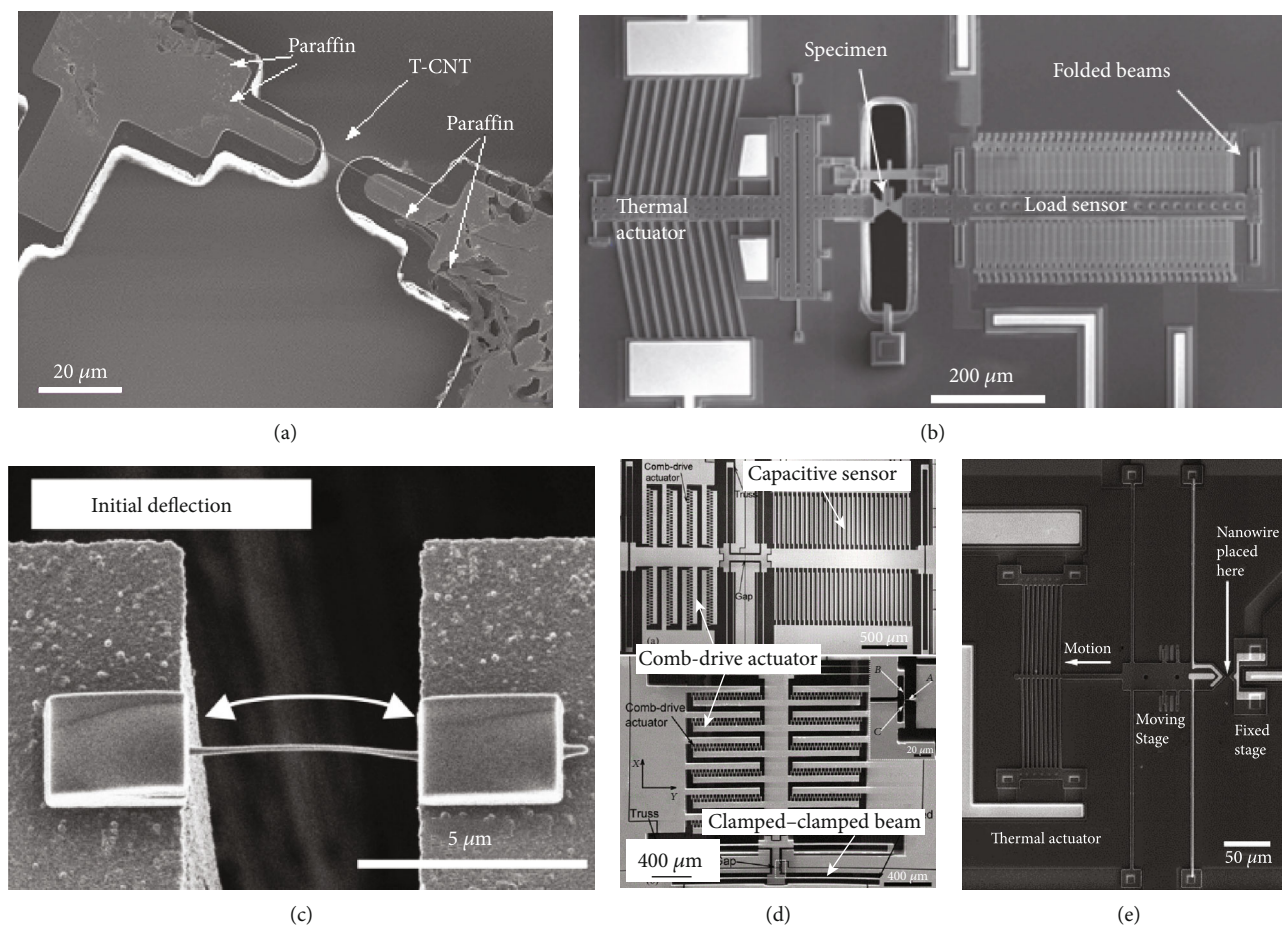 Paraffin
T-CNT
Paraffin
20 μm
(a)
Specimen
Folded beams
Thermal
actuator
Load sensor
200 μm
(b)
Initial deflection
5 μm
(c)
Comb-drive
actuator
Capacitive sensor
Truss
Gap
(a)
500 μm
Comb-drive actuator
Comb-drive
actuator
B
A
C
20 μm
X
Y
Truss
Clamped–clamped beam
400 μm
400 μm
(d)
Nanowire
placed
here
Motion
Moving
Stage
Fixed
stage
Thermal actuator
50 μm
(e)